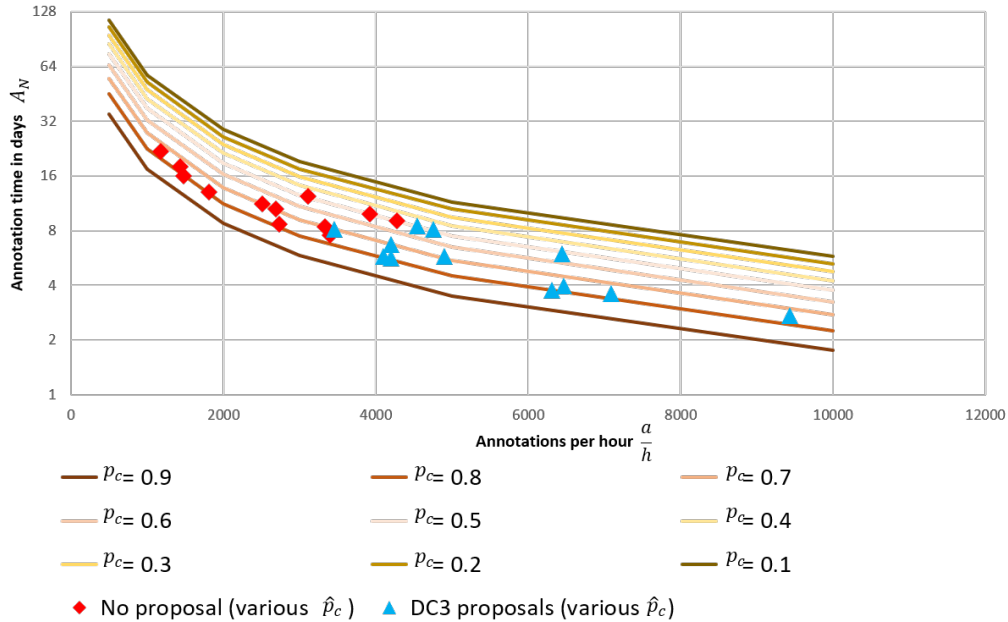 128
64
32
16
8
4
2
1
Annotation time in days A_N
0 2000 4000 6000 8000 10000 12000
Annotations per hour a/h
p_c= 0.9 p_c= 0.8 p_c= 0.7
p_c= 0.6 p_c= 0.5 p_c= 0.4
p_c= 0.3 p_c= 0.2 p_c= 0.1
No proposal (various p̂_c ) DC3 proposals (various p̂_c)